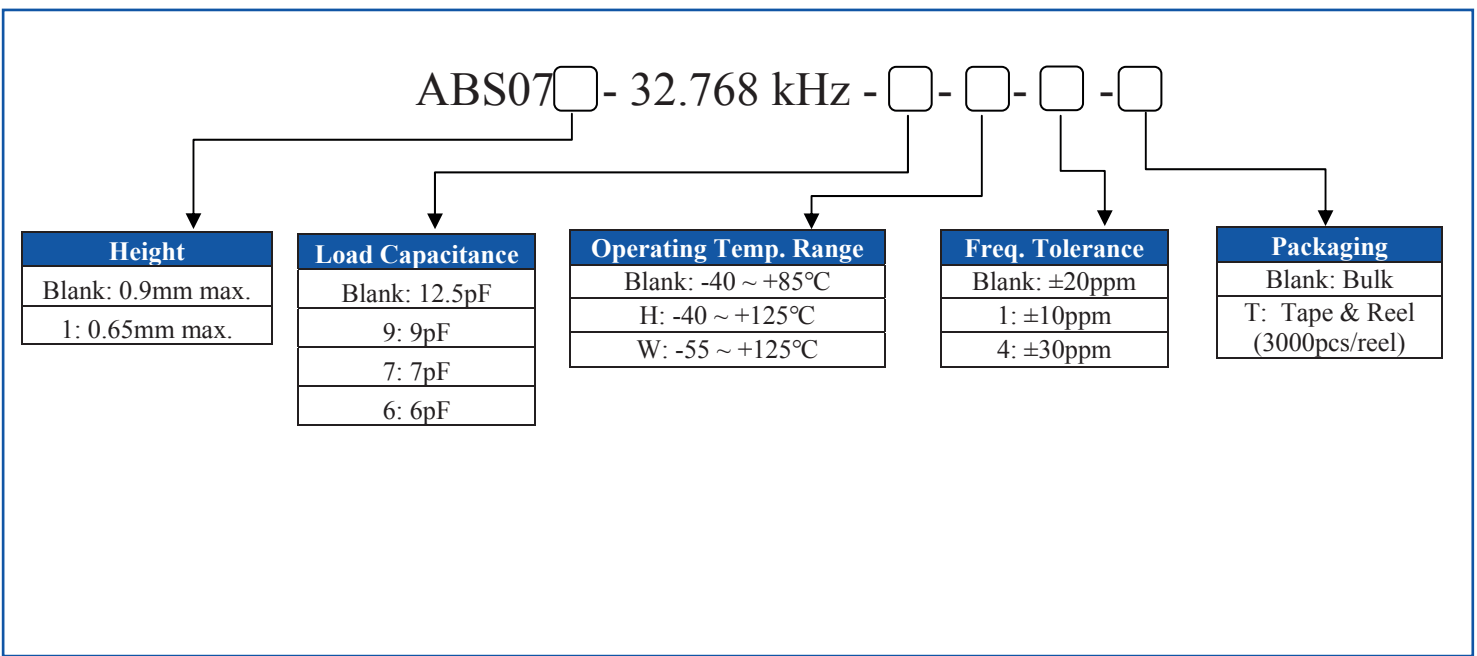 ABS07 - 32.768 kHz - - - -
Height
Blank: 0.9mm max.
1: 0.65mm max.
Load Capacitance
Blank: 12.5pF
9: 9pF
7: 7pF
6: 6pF
Operating Temp. Range
Blank: -40 ~ +85℃
H: -40 ~ +125℃
W: -55 ~ +125℃
Freq. Tolerance
Blank: ±20ppm
1: ±10ppm
4: ±30ppm
Packaging
Blank: Bulk
T: Tape & Reel
(3000pcs/reel)